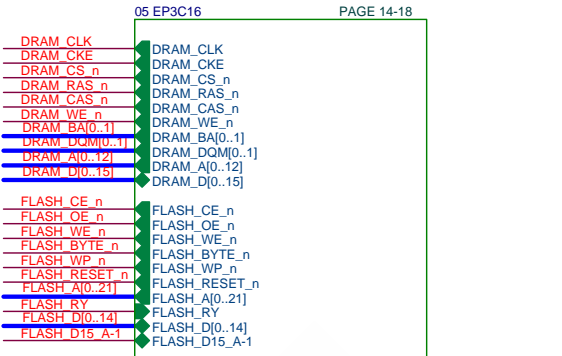 05 EP3C16 PAGE 14-18
DRAM_CLK DRAM_CLK
DRAM_CKE DRAM_CKE
DRAM_CS_n DRAM_CS_n
DRAM_RAS_n DRAM_RAS_n
DRAM_CAS_n DRAM_CAS_n
DRAM_WE_n DRAM_WE_n
DRAM_BA[0..1] DRAM_BA[0..1]
DRAM_DQM[0..1] DRAM_DQM[0..1]
DRAM_A[0..12] DRAM_A[0..12]
DRAM_D[0..15] DRAM_D[0..15]
FLASH_CE_n FLASH_CE_n
FLASH_OE_n FLASH_OE_n
FLASH_WE_n FLASH_WE_n
FLASH_BYTE_n FLASH_BYTE_n
FLASH_WP_n FLASH_WP_n
FLASH_RESET_n FLASH_RESET_n
FLASH_A[0..21] FLASH_A[0..21]
FLASH_RY FLASH_RY
FLASH_D[0..14] FLASH_D[0..14]
FLASH_D15_A-1 FLASH_D15_A-1